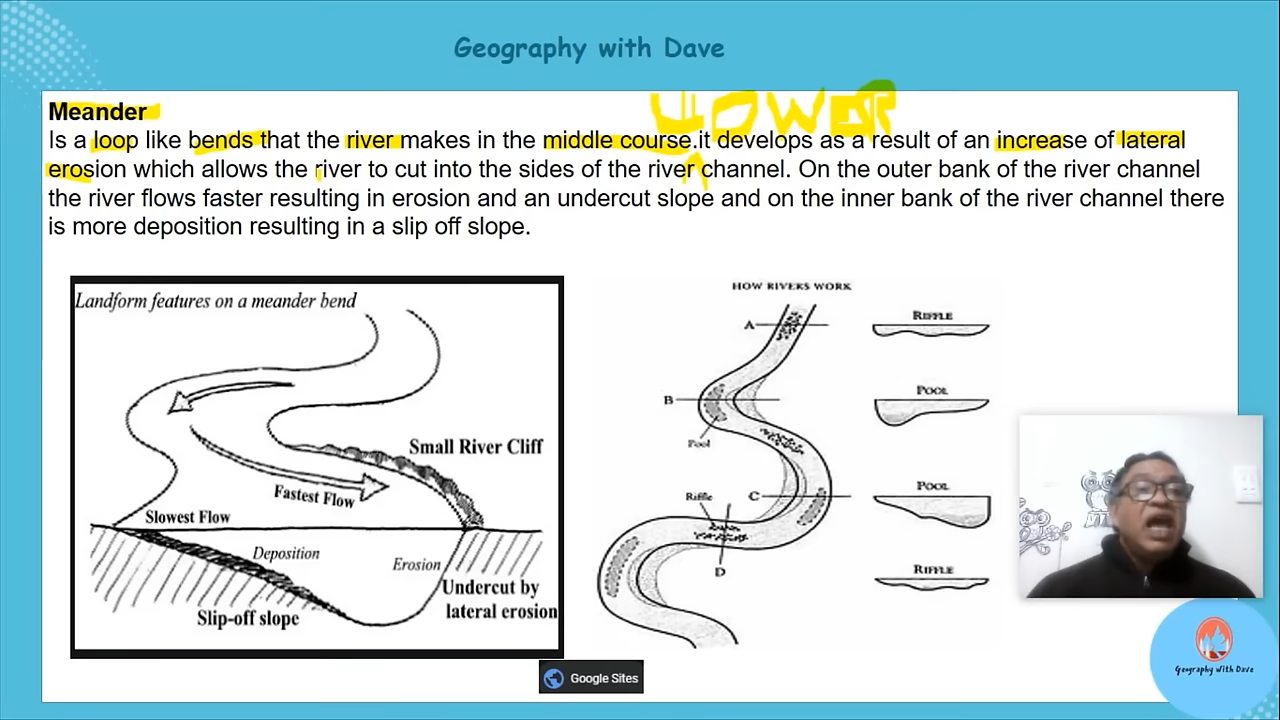 Geography with Dave
Meander
LOWER
Is a loop like bends that the river makes in the middle course.it develops as a result of an increase of lateral
erosion which allows the river to cut into the sides of the river channel. On the outer bank of the river channel
the river flows faster resulting in erosion and an undercut slope and on the inner bank of the river channel there
is more deposition resulting in a slip off slope.
Landform features on a meander bend
Small River Cliff
Fastest Flow
Slowest Flow
Deposition
Erosion
Undercut by
lateral erosion
Slip-off slope
HOW RIVERS WORK
A
RIFFLE
B
POOL
Pool
Riffle
C
POOL
D
RIFFLE
Google Sites
Geography with Dave